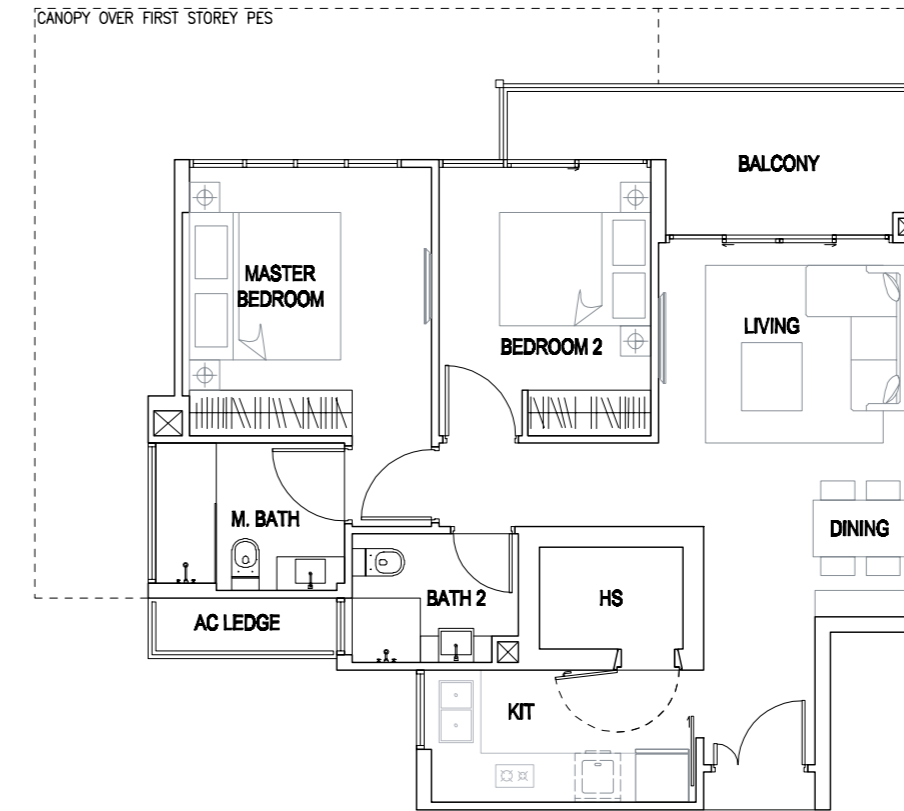 CANOPY OVER FIRST STOREY PES
BALCONY
MASTER
BEDROOM
LIVING
BEDROOM 2
M. BATH
DINING
BATH 2
HS
AC LEDGE
KIT